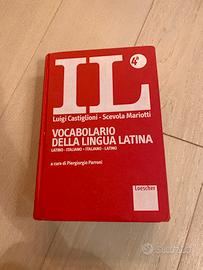 IL
4ª
Luigi Castiglioni - Scevola Mariotti
VOCABOLARIO
DELLA LINGUA LATINA
LATINO - ITALIANO • ITALIANO - LATINO
a cura di Piergiorgio Parroni
Loescher
subito